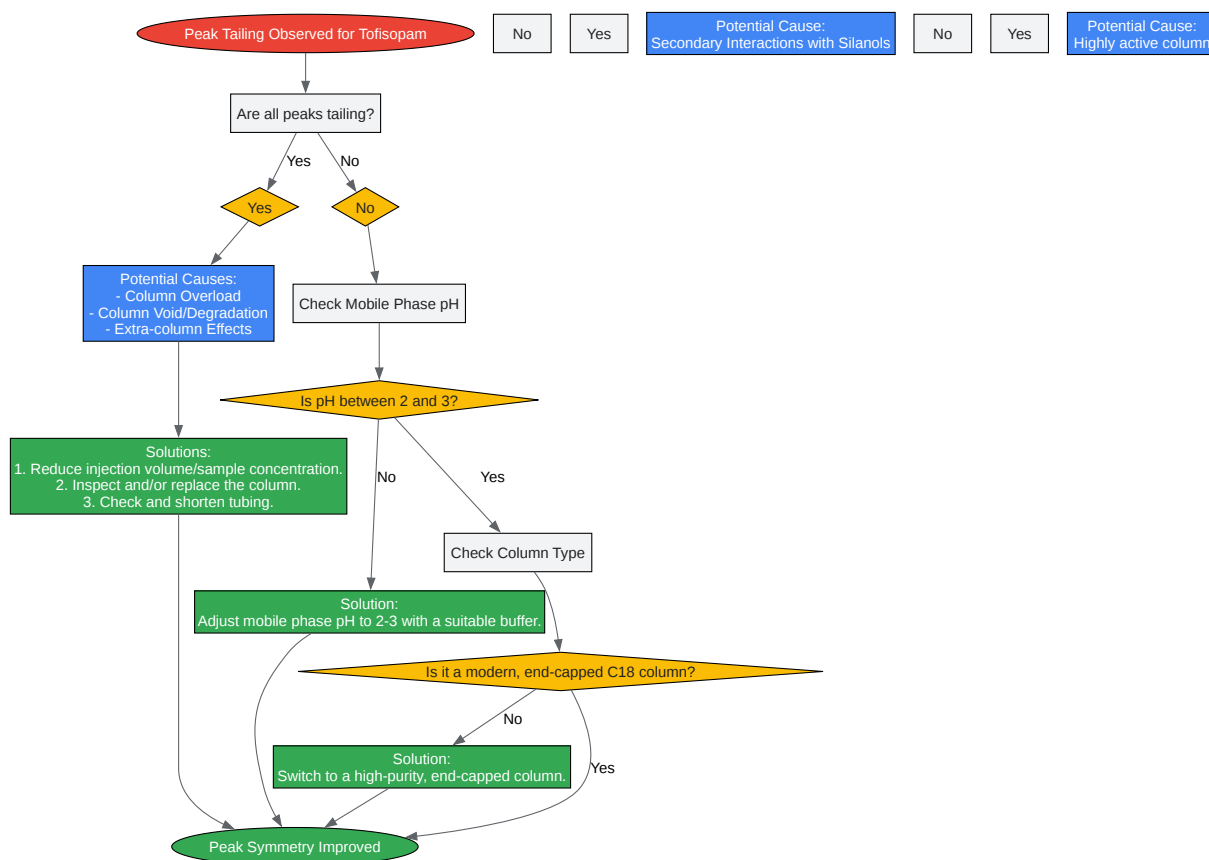 Peak Tailing Observed for Tofisopam
No
Yes
Potential Cause:
Secondary Interactions with Silanols
No
Yes
Potential Cause:
Highly active column
Are all peaks tailing?
Yes
No
Yes
No
Potential Causes:
- Column Overload
- Column Void/Degradation
- Extra-column Effects
Check Mobile Phase pH
Is pH between 2 and 3?
Solutions:
1. Reduce injection volume/sample concentration.
2. Inspect and/or replace the column.
3. Check and shorten tubing.
No
Yes
Check Column Type
Solution:
Adjust mobile phase pH to 2-3 with a suitable buffer.
Is it a modern, end-capped C18 column?
No
Solution:
Switch to a high-purity, end-capped column.
Yes
Peak Symmetry Improved